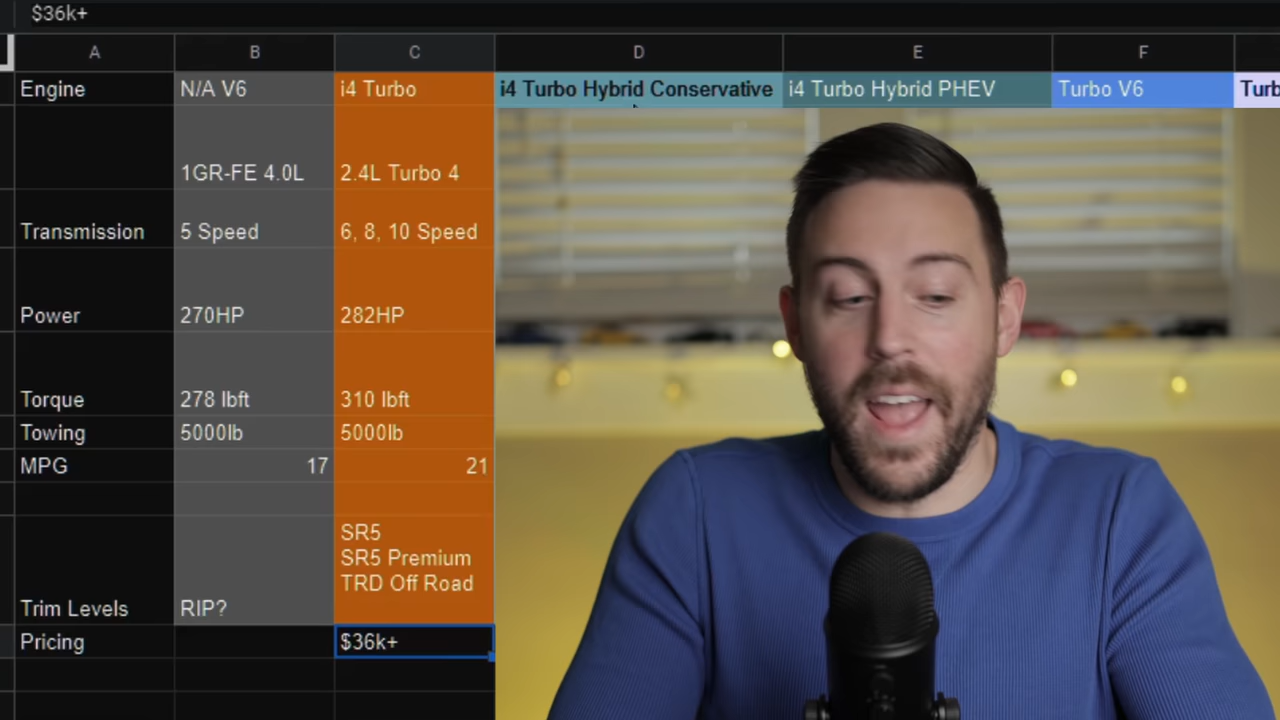 $36k+
A B C D E F
Engine N/A V6 i4 Turbo i4 Turbo Hybrid Conservative i4 Turbo Hybrid PHEV Turbo V6
1GR-FE 4.0L 2.4L Turbo 4
Transmission 5 Speed 6, 8, 10 Speed
Power 270HP 282HP
Torque 278 lbft 310 lbft
Towing 5000lb 5000lb
MPG 17 21
SR5
SR5 Premium
TRD Off Road
Trim Levels RIP?
Pricing $36k+